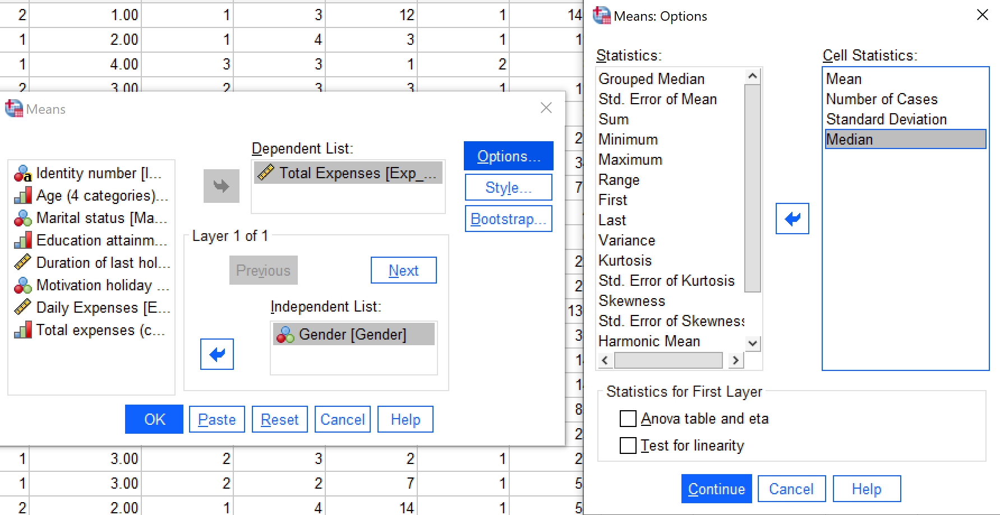 2 1.00 1 3 12 1 14
1 2.00 1 4 3 1 1
1 4.00 3 3 1 2
2 3.00 2 3 3 1 1
Means
Dependent List:
Total Expenses [Exp_...
Identity number [I...
Age (4 categories)...
Marital status [Ma...
Education attainm...
Duration of last hol...
Motivation holiday ...
Daily Expenses [E...
Total expenses (c...
Options...
Style...
Bootstrap...
Layer 1 of 1
Previous
Next
Independent List:
Gender [Gender]
OK
Paste
Reset
Cancel
Help
2
3
7
2
2
13
3
1
1
8
2
1 3.00 2 3 2 1 2
1 3.00 2 2 7 1 5
2 2.00 1 4 14 1 5
Means: Options
Statistics:
Grouped Median
Std. Error of Mean
Sum
Minimum
Maximum
Range
First
Last
Variance
Kurtosis
Std. Error of Kurtosis
Skewness
Std. Error of Skewness
Harmonic Mean
Cell Statistics:
Mean
Number of Cases
Standard Deviation
Median
Statistics for First Layer
Anova table and eta
Test for linearity
Continue
Cancel
Help